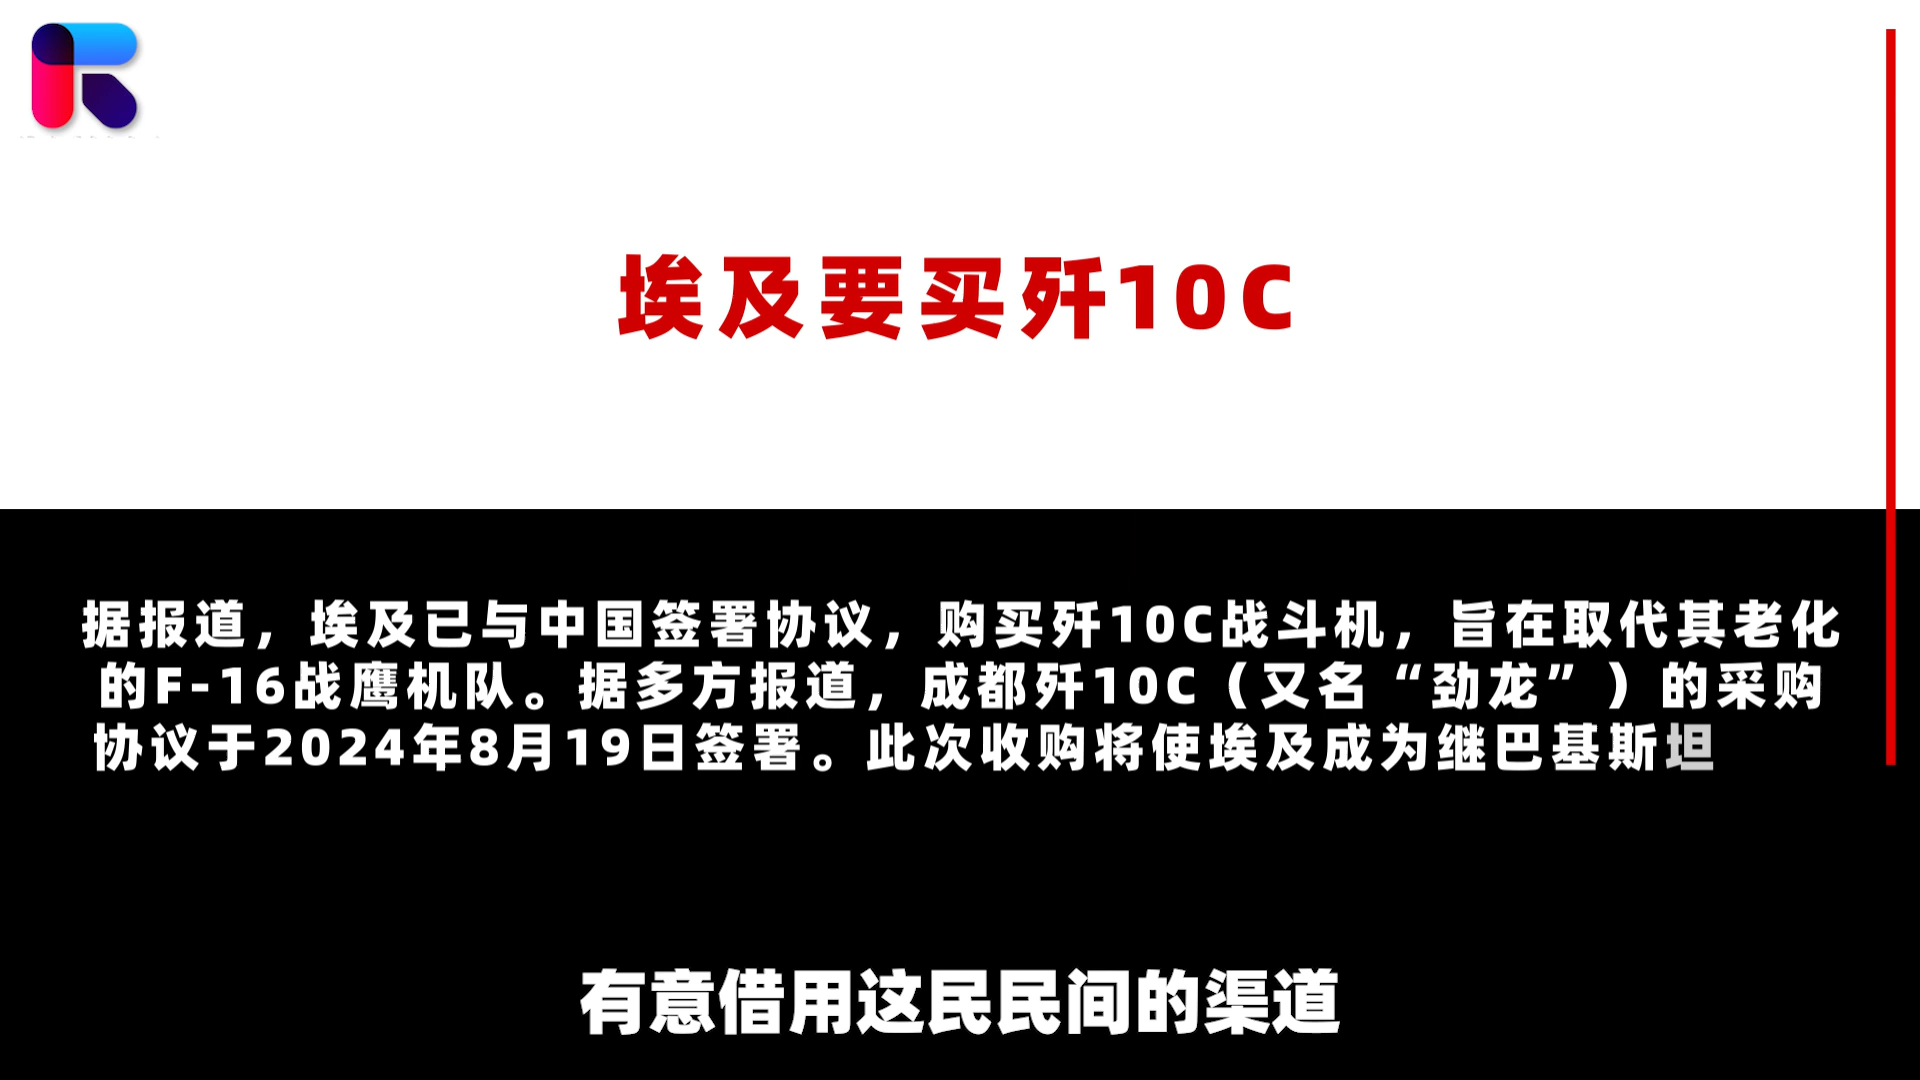 埃及要买歼10C
据报道，埃及已与中国签署协议，购买歼10C战斗机，旨在取代其老化
的F-16战鹰机队。据多方报道，成都歼10C（又名“劲龙”）的采购
协议于2024年8月19日签署。此次收购将使埃及成为继巴基斯坦
有意借用这民民间的渠道